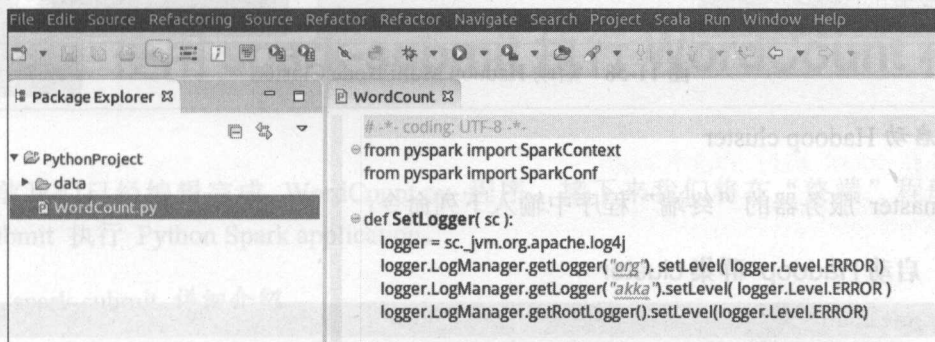 File Edit Source Refactoring Source Refactor Refactor Navigate Search Project Scala Run Window Help
Package Explorer
WordCount
PythonProject
data
WordCount.py
# -*- coding: UTF-8 -*-
from pyspark import SparkContext
from pyspark import SparkConf
def SetLogger( sc ):
logger = sc._jvm.org.apache.log4j
logger.LogManager.getLogger("org"). setLevel( logger.Level.ERROR )
logger.LogManager.getLogger("akka").setLevel( logger.Level.ERROR )
logger.LogManager.getRootLogger().setLevel(logger.Level.ERROR)